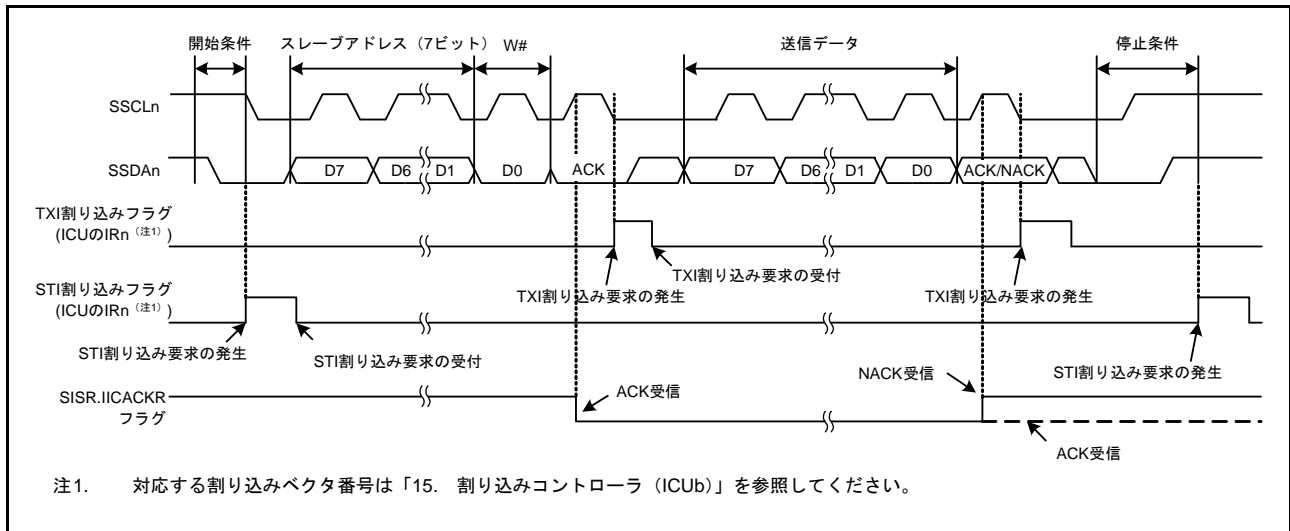 開始条件 スレーブアドレス（7ビット） W# 送信データ 停止条件
SSCLn
SSDAn D7 D6 D1 D0 ACK D7 D6 D1 D0 ACK/NACK
TXI割り込みフラグ
(ICUのIRn（注1）)
TXI割り込み要求の受付
TXI割り込み要求の発生 TXI割り込み要求の発生
STI割り込みフラグ
(ICUのIRn（注1）)
STI割り込み要求の発生 STI割り込み要求の受付 STI割り込み要求の発生
SISR.IICACKR
フラグ
ACK受信 NACK受信
ACK受信
注1. 対応する割り込みベクタ番号は「15. 割り込みコントローラ（ICUb）」を参照してください。